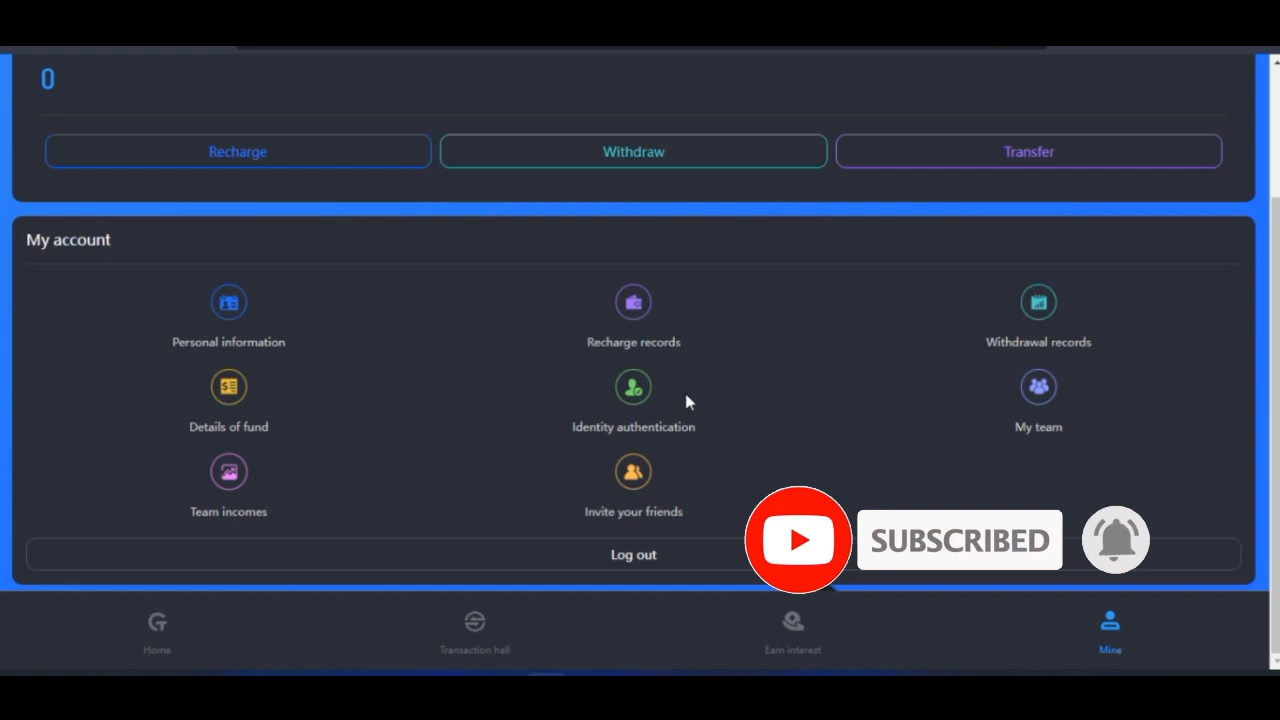 0
Recharge Withdraw Transfer
My account
Personal information Recharge records Withdrawal records
Details of fund Identity authentication My team
Team incomes Invite your friends
SUBSCRIBED
Log out
Home Transaction hall Earn interest Mine